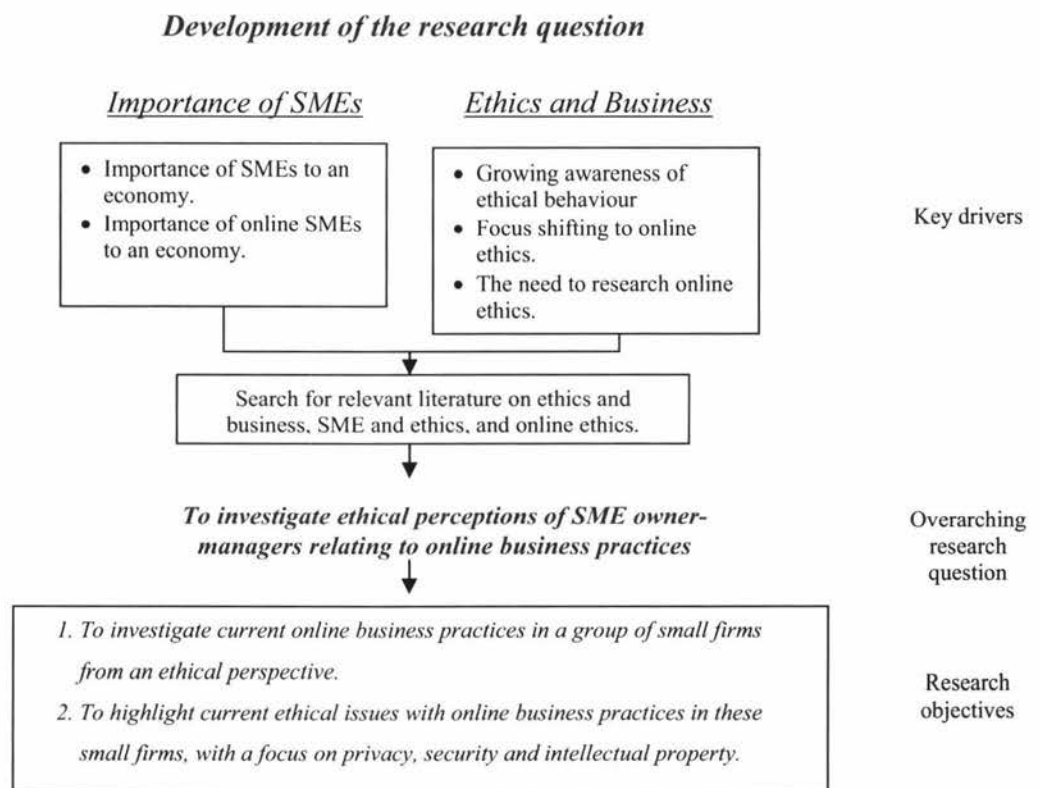 Development of the research question
Importance of SMEs
Ethics and Business
• Importance of SMEs to an
economy.
• Importance of online SMEs
to an economy.
• Growing awareness of
ethical behaviour
• Focus shifting to online
ethics.
• The need to research online
ethics.
Key drivers
Search for relevant literature on ethics and
business, SME and ethics, and online ethics.
To investigate ethical perceptions of SME owner-
managers relating to online business practices
Overarching
research
question
1. To investigate current online business practices in a group of small firms
from an ethical perspective.
2. To highlight current ethical issues with online business practices in these
small firms, with a focus on privacy, security and intellectual property.
Research
objectives